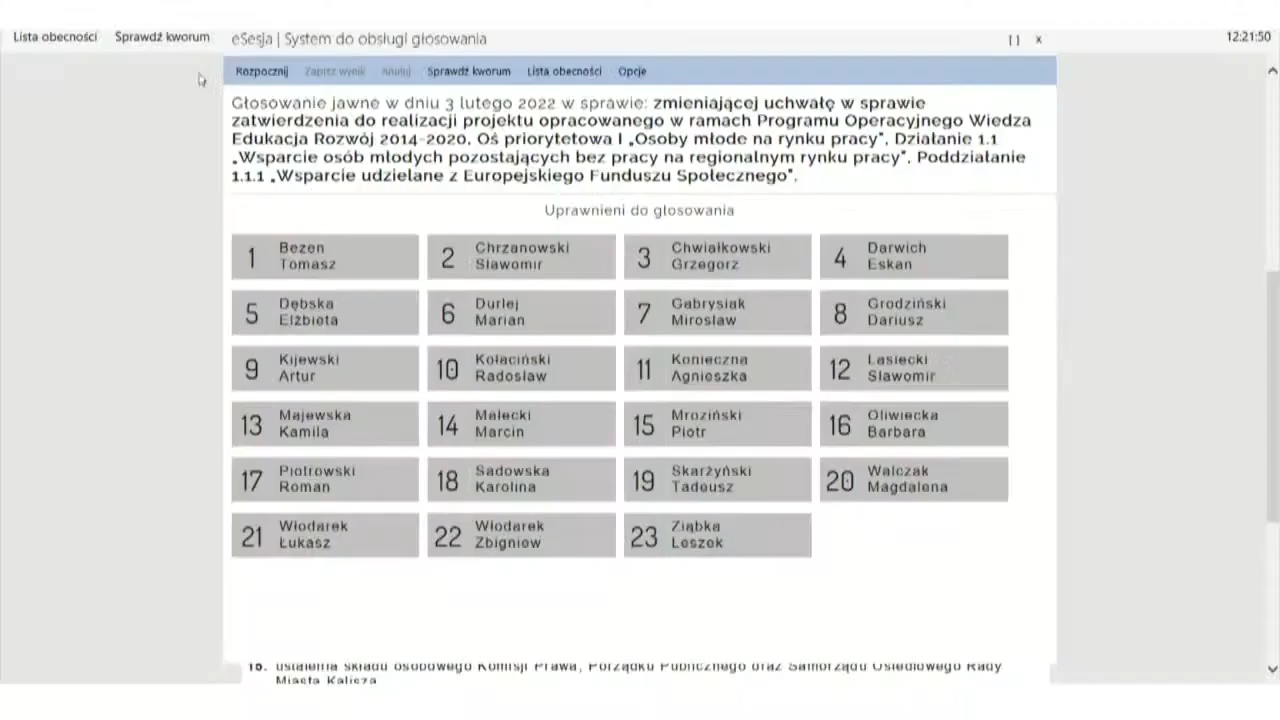 Lista obecności Sprawdź kworum eSesja | System do obsługi głosowania [ ] x 12:21:50
Rozpocznij Zapisz wynik Anuluj Sprawdź kworum Lista obecności Opcje
Głosowanie jawne w dniu 3 lutego 2022 w sprawie: zmieniającej uchwałę w sprawie
zatwierdzenia do realizacji projektu opracowanego w ramach Programu Operacyjnego Wiedza
Edukacja Rozwój 2014-2020, Oś priorytetowa I „Osoby młode na rynku pracy", Działanie 1.1
„Wsparcie osób młodych pozostających bez pracy na regionalnym rynku pracy", Poddziałanie
1.1.1 „Wsparcie udzielane z Europejskiego Funduszu Społecznego".
Uprawnieni do głosowania
1 Bezen Tomasz
2 Chrzanowski Sławomir
3 Chwiałkowski Grzegorz
4 Darwich Eskan
5 Dębska Elżbieta
6 Durlej Marian
7 Gabrysiak Mirosław
8 Grodziński Dariusz
9 Kijewski Artur
10 Kołaciński Radosław
11 Konieczna Agnieszka
12 Lasiecki Sławomir
13 Majewska Kamila
14 Małecki Marcin
15 Mroziński Piotr
16 Oliwiecka Barbara
17 Piotrowski Roman
18 Sadowska Karolina
19 Skarżyński Tadeusz
20 Walczak Magdalena
21 Włodarek Łukasz
22 Włodarek Zbigniew
23 Ziąbka Leszek
ustalenia składu osobowego Komisji Prawa, Porządku Publicznego oraz Samorządu Osiedlowego Rady
Miasta Kalisza